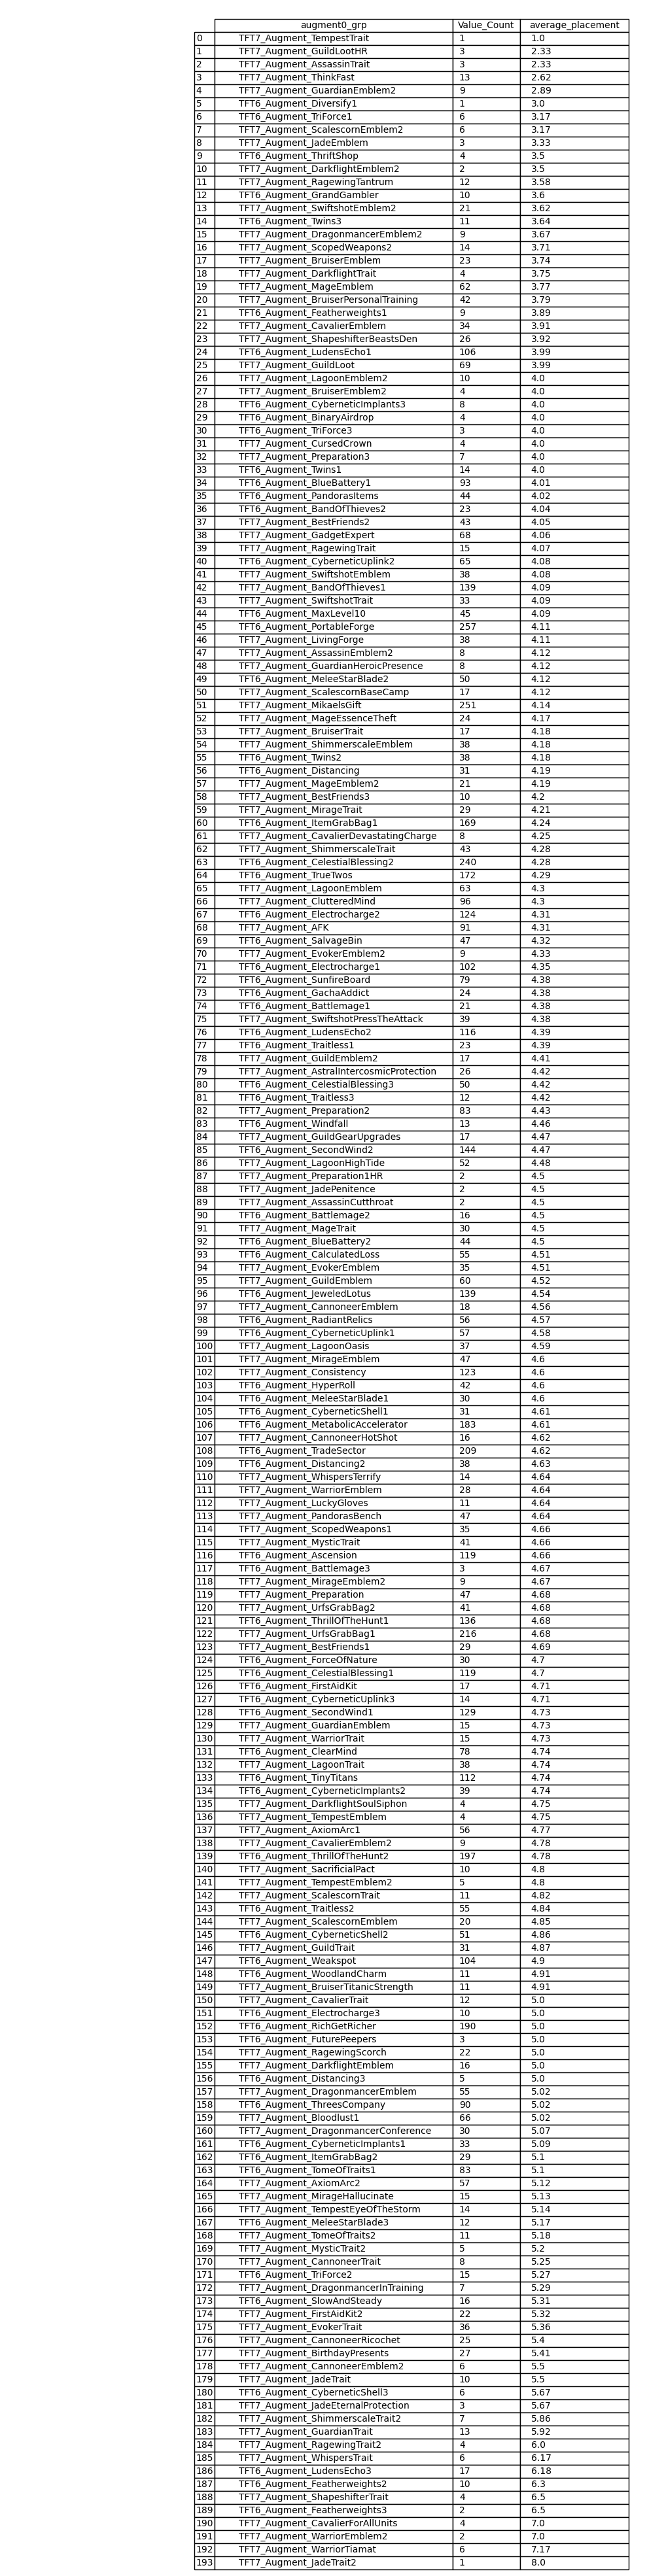 augment0_grp Value_Count average_placement
0 TFT7_Augment_TempestTrait 1 1.0
1 TFT7_Augment_GuildLootHR 3 2.33
2 TFT7_Augment_AssassinTrait 3 2.33
3 TFT7_Augment_ThinkFast 13 2.62
4 TFT7_Augment_GuardianEmblem2 9 2.89
5 TFT6_Augment_Diversify1 1 3.0
6 TFT6_Augment_TriForce1 6 3.17
7 TFT7_Augment_ScalescornEmblem2 6 3.17
8 TFT7_Augment_JadeEmblem 3 3.33
9 TFT6_Augment_ThriftShop 4 3.5
10 TFT7_Augment_DarkflightEmblem2 2 3.5
11 TFT7_Augment_RagewingTantrum 12 3.58
12 TFT6_Augment_GrandGambler 10 3.6
13 TFT7_Augment_SwiftshotEmblem2 21 3.62
14 TFT6_Augment_Twins3 11 3.64
15 TFT7_Augment_DragonmancerEmblem2 9 3.67
16 TFT7_Augment_ScopedWeapons2 14 3.71
17 TFT7_Augment_BruiserEmblem 23 3.74
18 TFT7_Augment_DarkflightTrait 4 3.75
19 TFT7_Augment_MageEmblem 62 3.77
20 TFT7_Augment_BruiserPersonalTraining 42 3.79
21 TFT6_Augment_Featherweights1 9 3.89
22 TFT7_Augment_CavalierEmblem 34 3.91
23 TFT7_Augment_ShapeshifterBeastsDen 26 3.92
24 TFT6_Augment_LudensEcho1 106 3.99
25 TFT7_Augment_GuildLoot 69 3.99
26 TFT7_Augment_LagoonEmblem2 10 4.0
27 TFT7_Augment_BruiserEmblem2 4 4.0
28 TFT6_Augment_CyberneticImplants3 8 4.0
29 TFT6_Augment_BinaryAirdrop 4 4.0
30 TFT6_Augment_TriForce3 3 4.0
31 TFT7_Augment_CursedCrown 4 4.0
32 TFT7_Augment_Preparation3 7 4.0
33 TFT6_Augment_Twins1 14 4.0
34 TFT6_Augment_BlueBattery1 93 4.01
35 TFT6_Augment_PandorasItems 44 4.02
36 TFT6_Augment_BandOfThieves2 23 4.04
37 TFT7_Augment_BestFriends2 43 4.05
38 TFT7_Augment_GadgetExpert 68 4.06
39 TFT7_Augment_RagewingTrait 15 4.07
40 TFT6_Augment_CyberneticUplink2 65 4.08
41 TFT7_Augment_SwiftshotEmblem 38 4.08
42 TFT7_Augment_BandOfThieves1 139 4.09
43 TFT7_Augment_SwiftshotTrait 33 4.09
44 TFT6_Augment_MaxLevel10 45 4.09
45 TFT6_Augment_PortableForge 257 4.11
46 TFT7_Augment_LivingForge 38 4.11
47 TFT7_Augment_AssassinEmblem2 8 4.12
48 TFT7_Augment_GuardianHeroicPresence 8 4.12
49 TFT6_Augment_MeleeStarBlade2 50 4.12
50 TFT7_Augment_ScalescornBaseCamp 17 4.12
51 TFT7_Augment_MikaelsGift 251 4.14
52 TFT7_Augment_MageEssenceTheft 24 4.17
53 TFT7_Augment_BruiserTrait 17 4.18
54 TFT7_Augment_ShimmerscaleEmblem 38 4.18
55 TFT6_Augment_Twins2 38 4.18
56 TFT6_Augment_Distancing 31 4.19
57 TFT7_Augment_MageEmblem2 21 4.19
58 TFT7_Augment_BestFriends3 10 4.2
59 TFT7_Augment_MirageTrait 29 4.21
60 TFT6_Augment_ItemGrabBag1 169 4.24
61 TFT7_Augment_CavalierDevastatingCharge 8 4.25
62 TFT7_Augment_ShimmerscaleTrait 43 4.28
63 TFT6_Augment_CelestialBlessing2 240 4.28
64 TFT6_Augment_TrueTwos 172 4.29
65 TFT7_Augment_LagoonEmblem 63 4.3
66 TFT7_Augment_ClutteredMind 96 4.3
67 TFT6_Augment_Electrocharge2 124 4.31
68 TFT7_Augment_AFK 91 4.31
69 TFT6_Augment_SalvageBin 47 4.32
70 TFT7_Augment_EvokerEmblem2 9 4.33
71 TFT6_Augment_Electrocharge1 102 4.35
72 TFT6_Augment_SunfireBoard 79 4.38
73 TFT7_Augment_GachaAddict 24 4.38
74 TFT6_Augment_Battlemage1 21 4.38
75 TFT7_Augment_SwiftshotPressTheAttack 39 4.38
76 TFT6_Augment_LudensEcho2 116 4.39
77 TFT6_Augment_Traitless1 23 4.39
78 TFT7_Augment_GuildEmblem2 17 4.41
79 TFT7_Augment_AstralIntercosmicProtection 26 4.42
80 TFT6_Augment_CelestialBlessing3 50 4.42
81 TFT6_Augment_Traitless3 12 4.42
82 TFT7_Augment_Preparation2 83 4.43
83 TFT6_Augment_Windfall 13 4.46
84 TFT7_Augment_GuildGearUpgrades 17 4.47
85 TFT6_Augment_SecondWind2 144 4.47
86 TFT7_Augment_LagoonHighTide 52 4.48
87 TFT7_Augment_Preparation1HR 2 4.5
88 TFT7_Augment_JadePenitence 2 4.5
89 TFT7_Augment_AssassinCutthroat 2 4.5
90 TFT6_Augment_Battlemage2 16 4.5
91 TFT7_Augment_MageTrait 30 4.5
92 TFT6_Augment_BlueBattery2 44 4.5
93 TFT6_Augment_CalculatedLoss 55 4.51
94 TFT7_Augment_EvokerEmblem 35 4.51
95 TFT7_Augment_GuildEmblem 60 4.52
96 TFT6_Augment_JeweledLotus 139 4.54
97 TFT7_Augment_CannoneerEmblem 18 4.56
98 TFT6_Augment_RadiantRelics 56 4.57
99 TFT6_Augment_CyberneticUplink1 57 4.58
100 TFT7_Augment_LagoonOasis 37 4.59
101 TFT7_Augment_MirageEmblem 47 4.6
102 TFT7_Augment_Consistency 123 4.6
103 TFT6_Augment_HyperRoll 42 4.6
104 TFT6_Augment_MeleeStarBlade1 30 4.6
105 TFT6_Augment_CyberneticShell1 31 4.61
106 TFT6_Augment_MetabolicAccelerator 183 4.61
107 TFT7_Augment_CannoneerHotShot 16 4.62
108 TFT6_Augment_TradeSector 209 4.62
109 TFT6_Augment_Distancing2 38 4.63
110 TFT7_Augment_WhispersTerrify 14 4.64
111 TFT7_Augment_WarriorEmblem 28 4.64
112 TFT7_Augment_LuckyGloves 11 4.64
113 TFT7_Augment_PandorasBench 47 4.64
114 TFT7_Augment_ScopedWeapons1 35 4.66
115 TFT7_Augment_MysticTrait 41 4.66
116 TFT6_Augment_Ascension 119 4.66
117 TFT6_Augment_Battlemage3 3 4.67
118 TFT7_Augment_MirageEmblem2 9 4.67
119 TFT7_Augment_Preparation 47 4.68
120 TFT7_Augment_UrfsGrabBag2 41 4.68
121 TFT6_Augment_ThrillOfTheHunt1 136 4.68
122 TFT7_Augment_UrfsGrabBag1 216 4.68
123 TFT7_Augment_BestFriends1 29 4.69
124 TFT6_Augment_ForceOfNature 30 4.7
125 TFT6_Augment_CelestialBlessing1 119 4.7
126 TFT6_Augment_FirstAidKit 17 4.71
127 TFT6_Augment_CyberneticUplink3 14 4.71
128 TFT6_Augment_SecondWind1 129 4.73
129 TFT7_Augment_GuardianEmblem 15 4.73
130 TFT7_Augment_WarriorTrait 15 4.73
131 TFT6_Augment_ClearMind 78 4.74
132 TFT7_Augment_LagoonTrait 38 4.74
133 TFT6_Augment_TinyTitans 112 4.74
134 TFT6_Augment_CyberneticImplants2 39 4.74
135 TFT7_Augment_DarkflightSoulSiphon 4 4.75
136 TFT7_Augment_TempestEmblem 4 4.75
137 TFT7_Augment_AxiomArc1 56 4.77
138 TFT7_Augment_CavalierEmblem2 9 4.78
139 TFT6_Augment_ThrillOfTheHunt2 197 4.78
140 TFT7_Augment_SacrificialPact 10 4.8
141 TFT7_Augment_TempestEmblem2 5 4.8
142 TFT7_Augment_ScalescornTrait 11 4.82
143 TFT6_Augment_Traitless2 55 4.84
144 TFT7_Augment_ScalescornEmblem 20 4.85
145 TFT6_Augment_CyberneticShell2 51 4.86
146 TFT7_Augment_GuildTrait 31 4.87
147 TFT6_Augment_Weakspot 104 4.9
148 TFT6_Augment_WoodlandCharm 11 4.91
149 TFT7_Augment_BruiserTitanicStrength 11 4.91
150 TFT7_Augment_CavalierTrait 12 5.0
151 TFT6_Augment_Electrocharge3 10 5.0
152 TFT6_Augment_RichGetRicher 190 5.0
153 TFT7_Augment_FuturePeepers 3 5.0
154 TFT7_Augment_RagewingScorch 22 5.0
155 TFT7_Augment_DarkflightEmblem 16 5.0
156 TFT6_Augment_Distancing3 5 5.0
157 TFT7_Augment_DragonmancerEmblem 55 5.02
158 TFT6_Augment_ThreesCompany 90 5.02
159 TFT7_Augment_Bloodlust1 66 5.02
160 TFT7_Augment_DragonmancerConference 30 5.07
161 TFT6_Augment_CyberneticImplants1 33 5.09
162 TFT6_Augment_ItemGrabBag2 29 5.1
163 TFT6_Augment_TomeOfTraits1 83 5.1
164 TFT7_Augment_AxiomArc2 57 5.12
165 TFT7_Augment_MirageHallucinate 15 5.13
166 TFT7_Augment_TempestEyeOfTheStorm 14 5.14
167 TFT6_Augment_MeleeStarBlade3 12 5.17
168 TFT7_Augment_TomeOfTraits2 11 5.18
169 TFT7_Augment_MysticTrait2 5 5.2
170 TFT7_Augment_CannoneerTrait 8 5.25
171 TFT6_Augment_TriForce2 15 5.27
172 TFT7_Augment_DragonmancerInTraining 7 5.29
173 TFT6_Augment_SlowAndSteady 16 5.31
174 TFT7_Augment_FirstAidKit2 22 5.32
175 TFT7_Augment_EvokerTrait 36 5.36
176 TFT7_Augment_CannoneerRicochet 25 5.4
177 TFT7_Augment_BirthdayPresents 27 5.41
178 TFT7_Augment_CannoneerEmblem2 6 5.5
179 TFT7_Augment_JadeTrait 10 5.5
180 TFT6_Augment_CyberneticShell3 6 5.67
181 TFT7_Augment_JadeEternalProtection 3 5.67
182 TFT7_Augment_ShimmerscaleTrait2 7 5.86
183 TFT7_Augment_GuardianTrait 13 5.92
184 TFT7_Augment_RagewingTrait2 4 6.0
185 TFT7_Augment_WhispersTrait 6 6.17
186 TFT6_Augment_LudensEcho3 17 6.18
187 TFT6_Augment_Featherweights2 10 6.3
188 TFT7_Augment_ShapeshifterTrait 4 6.5
189 TFT6_Augment_Featherweights3 2 6.5
190 TFT7_Augment_CavalierForAllUnits 4 7.0
191 TFT7_Augment_WarriorEmblem2 2 7.0
192 TFT7_Augment_WarriorTiamat 6 7.17
193 TFT7_Augment_JadeTrait2 1 8.0